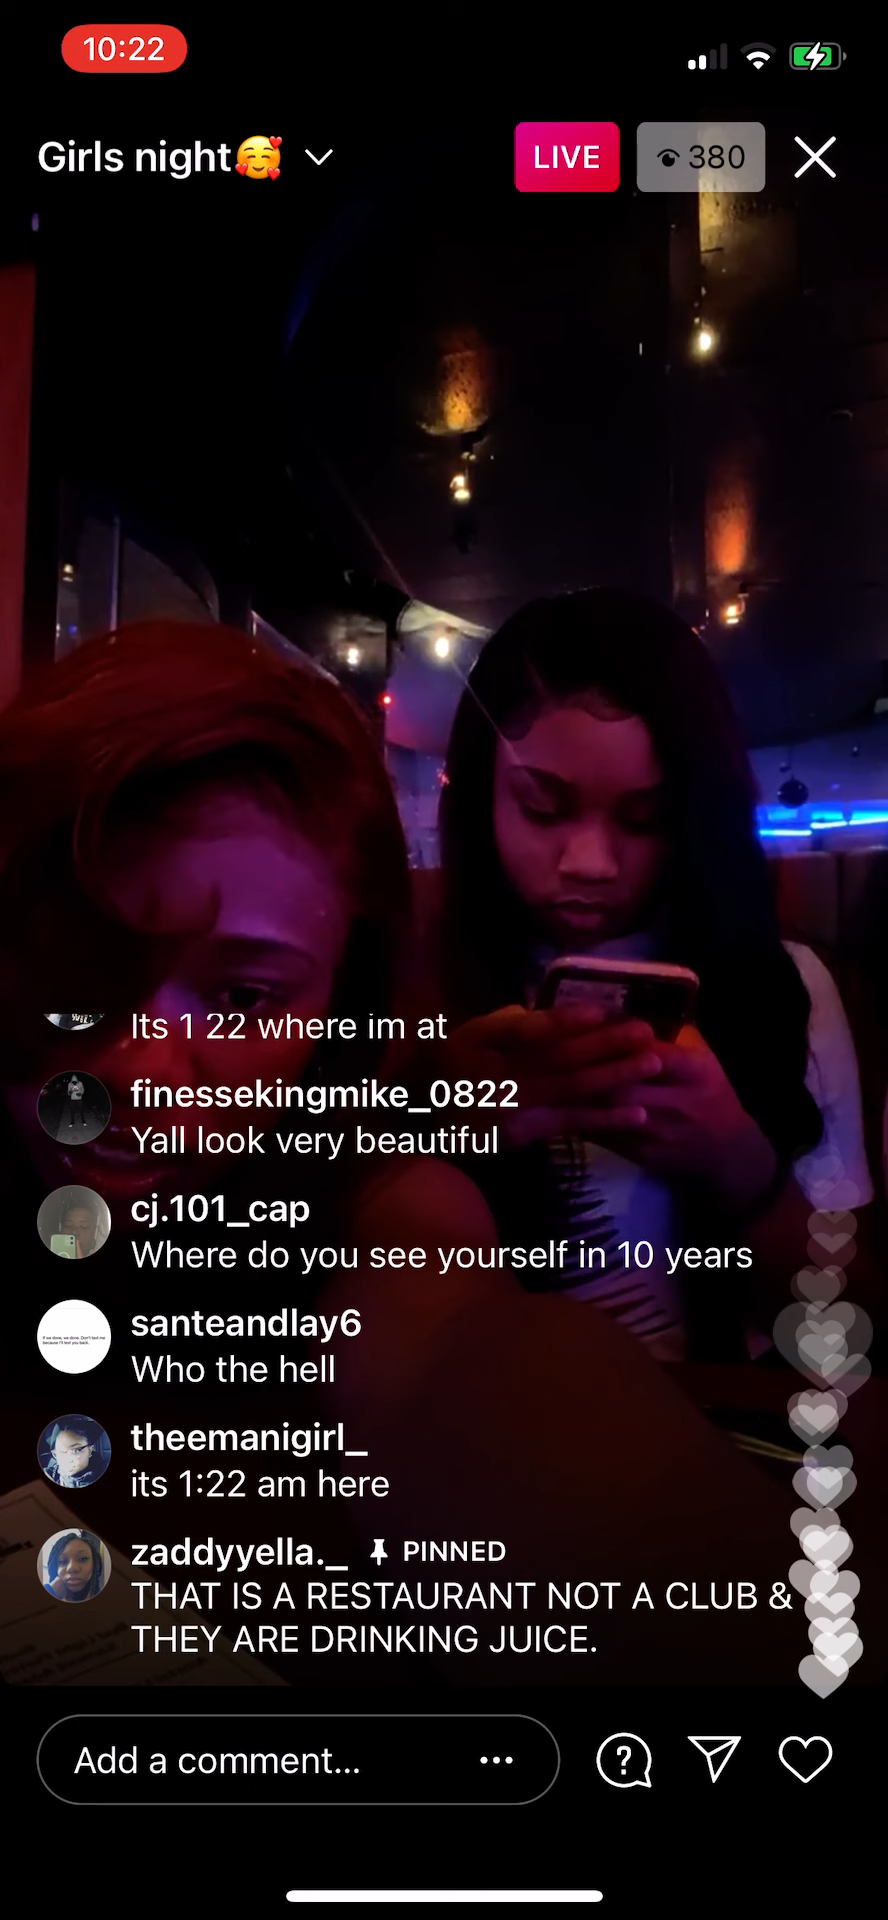 10:22
Girls night🥰
LIVE
380
Its 1 22 where im at
finessekingmike_0822
Yall look very beautiful
cj.101_cap
Where do you see yourself in 10 years
santeandlay6
Who the hell
theemanigirl_
its 1:22 am here
zaddyyella._ PINNED
THAT IS A RESTAURANT NOT A CLUB &
THEY ARE DRINKING JUICE.
Add a comment...